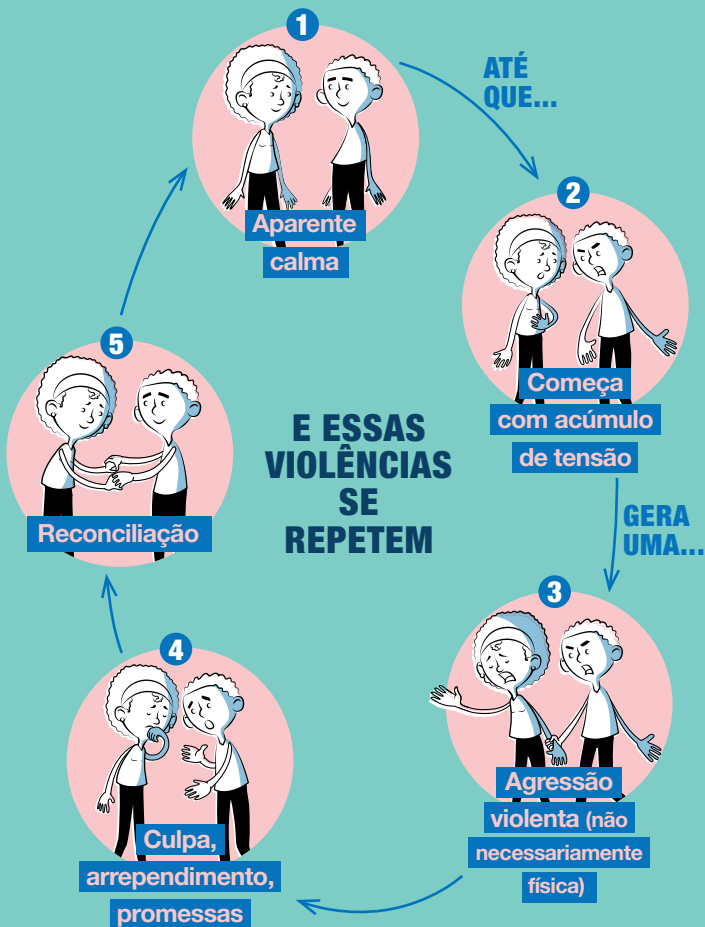 1
Aparente
calma
ATÉ
QUE...
2
Começa
com acúmulo
de tensão
GERA
UMA...
3
Agressão
violenta (não
necessariamente
física)
4
Culpa,
arrependimento,
promessas
5
Reconciliação
E ESSAS
VIOLÊNCIAS
SE
REPETEM